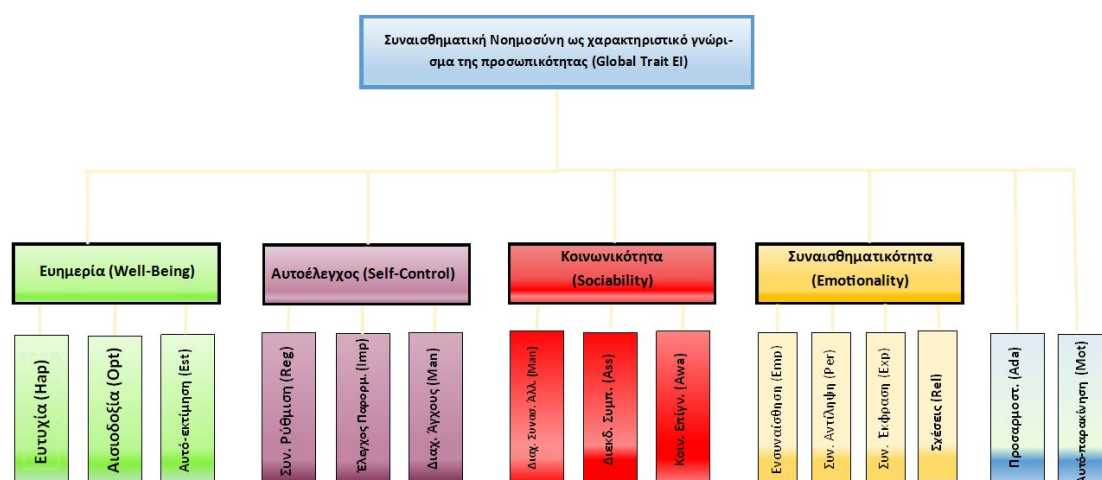 Συναισθηματική Νοημοσύνη ως χαρακτηριστικό γνώρι-
σμα της προσωπικότητας (Global Trait EI)
Ευημερία (Well-Being)
Αυτοέλεγχος (Self-Control)
Κοινωνικότητα
(Sociability)
Συναισθηματικότητα
(Emotionality)
Ευτυχία (Hap)
Αισιοδοξία (Opt)
Αυτό-εκτίμηση (Est)
Συν. Ρύθμιση (Reg)
Έλεγχος Παρορμ. (Imp)
Διαχ. Άγχους (Man)
Διαχ. Συναισ. Άλλ. (Man)
Διεκδ. Συμπ. (Ass)
Κοιν. Επίγν. (Awa)
Ενσυναίσθηση (Emp)
Συν. Αντίληψη (Per)
Συν. Έκφραση (Exp)
Σχέσεις (Rel)
Προσαρμοστ. (Ada)
Αυτό-παρακίνηση (Mot)